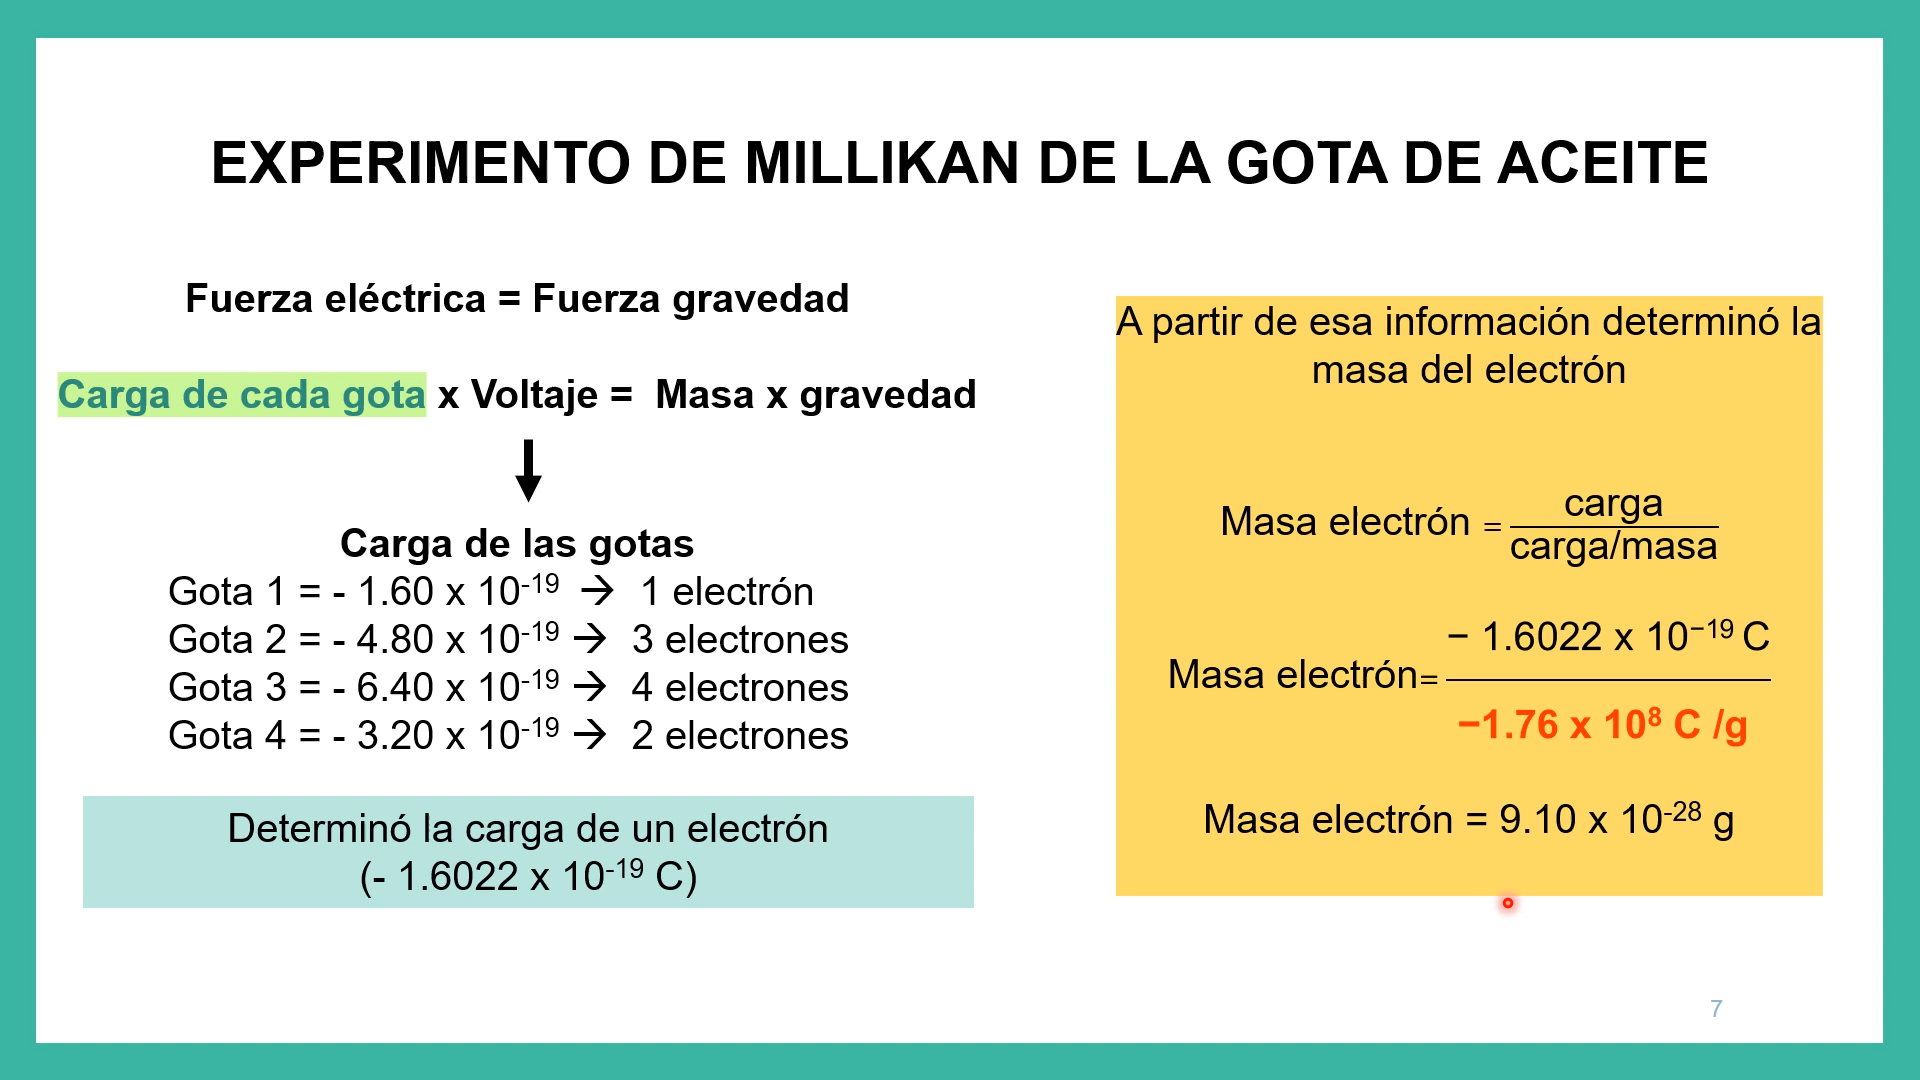 EXPERIMENTO DE MILLIKAN DE LA GOTA DE ACEITE
Fuerza eléctrica = Fuerza gravedad
Carga de cada gota x Voltaje = Masa x gravedad
Carga de las gotas
Gota 1 = - 1.60 x 10⁻¹⁹ → 1 electrón
Gota 2 = - 4.80 x 10⁻¹⁹ → 3 electrones
Gota 3 = - 6.40 x 10⁻¹⁹ → 4 electrones
Gota 4 = - 3.20 x 10⁻¹⁹ → 2 electrones
Determinó la carga de un electrón
(- 1.6022 x 10⁻¹⁹ C)
A partir de esa información determinó la
masa del electrón
carga
Masa electrón =
carga/masa
− 1.6022 x 10⁻¹⁹ C
Masa electrón=
−1.76 x 10⁸ C /g
Masa electrón = 9.10 x 10⁻²⁸ g
7